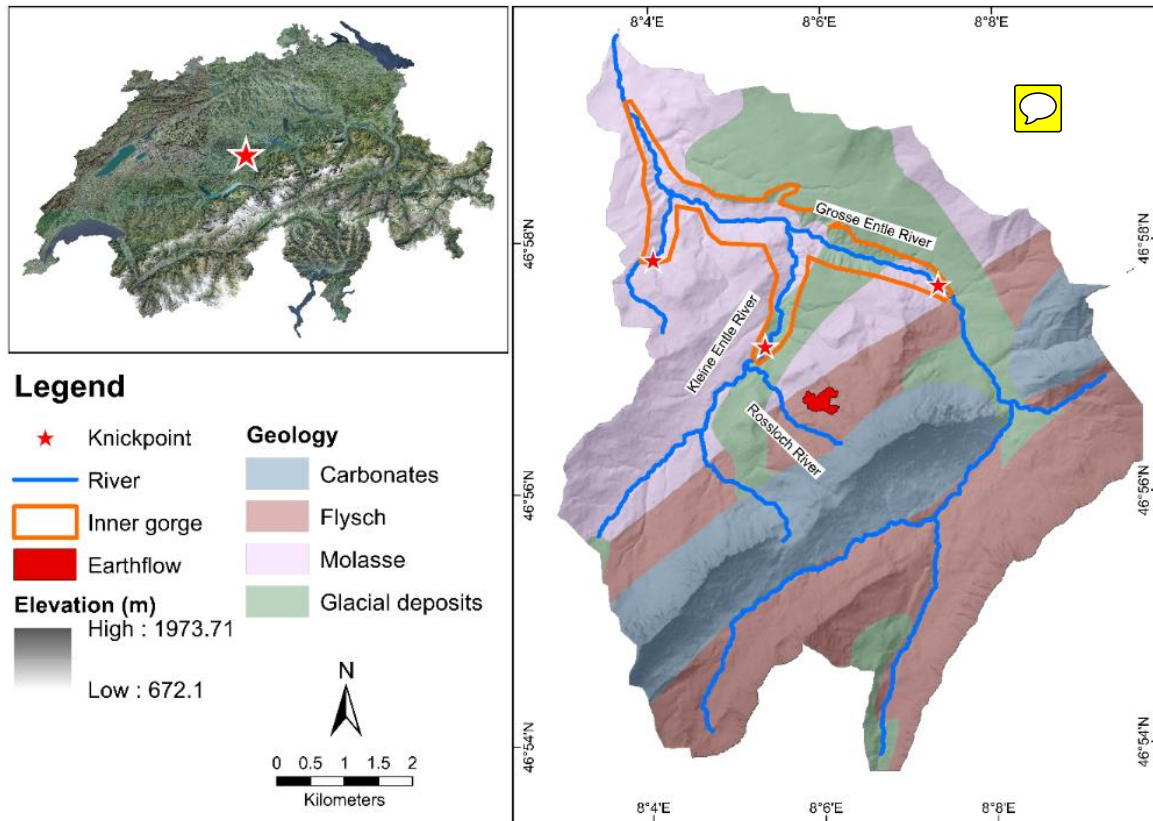 Legend
Knickpoint
River
Inner gorge
Earthflow
Elevation (m)
High : 1973.71
Low : 672.1
Geology
Carbonates
Flysch
Molasse
Glacial deposits
N
0 0.5 1 2
Kilometers
8°4'E 8°6'E 8°8'E
46°58'N 46°58'N
Grosse Entle River
Kleine Entle River
Rossloch River
46°56'N 46°56'N
46°54'N 46°54'N
8°4'E 8°6'E 8°8'E